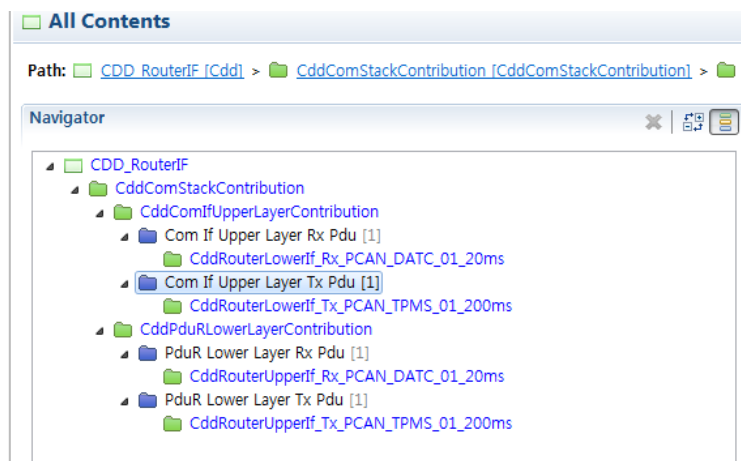 All Contents
Path: CDD_RouterIF [Cdd] > CddComStackContribution [CddComStackContribution] >
Navigator
CDD_RouterIF
CddComStackContribution
CddComIfUpperLayerContribution
Com If Upper Layer Rx Pdu [1]
CddRouterLowerIf_Rx_PCAN_DATC_01_20ms
Com If Upper Layer Tx Pdu [1]
CddRouterLowerIf_Tx_PCAN_TPMS_01_200ms
CddPduRLowerLayerContribution
PduR Lower Layer Rx Pdu [1]
CddRouterUpperIf_Rx_PCAN_DATC_01_20ms
PduR Lower Layer Tx Pdu [1]
CddRouterUpperIf_Tx_PCAN_TPMS_01_200ms